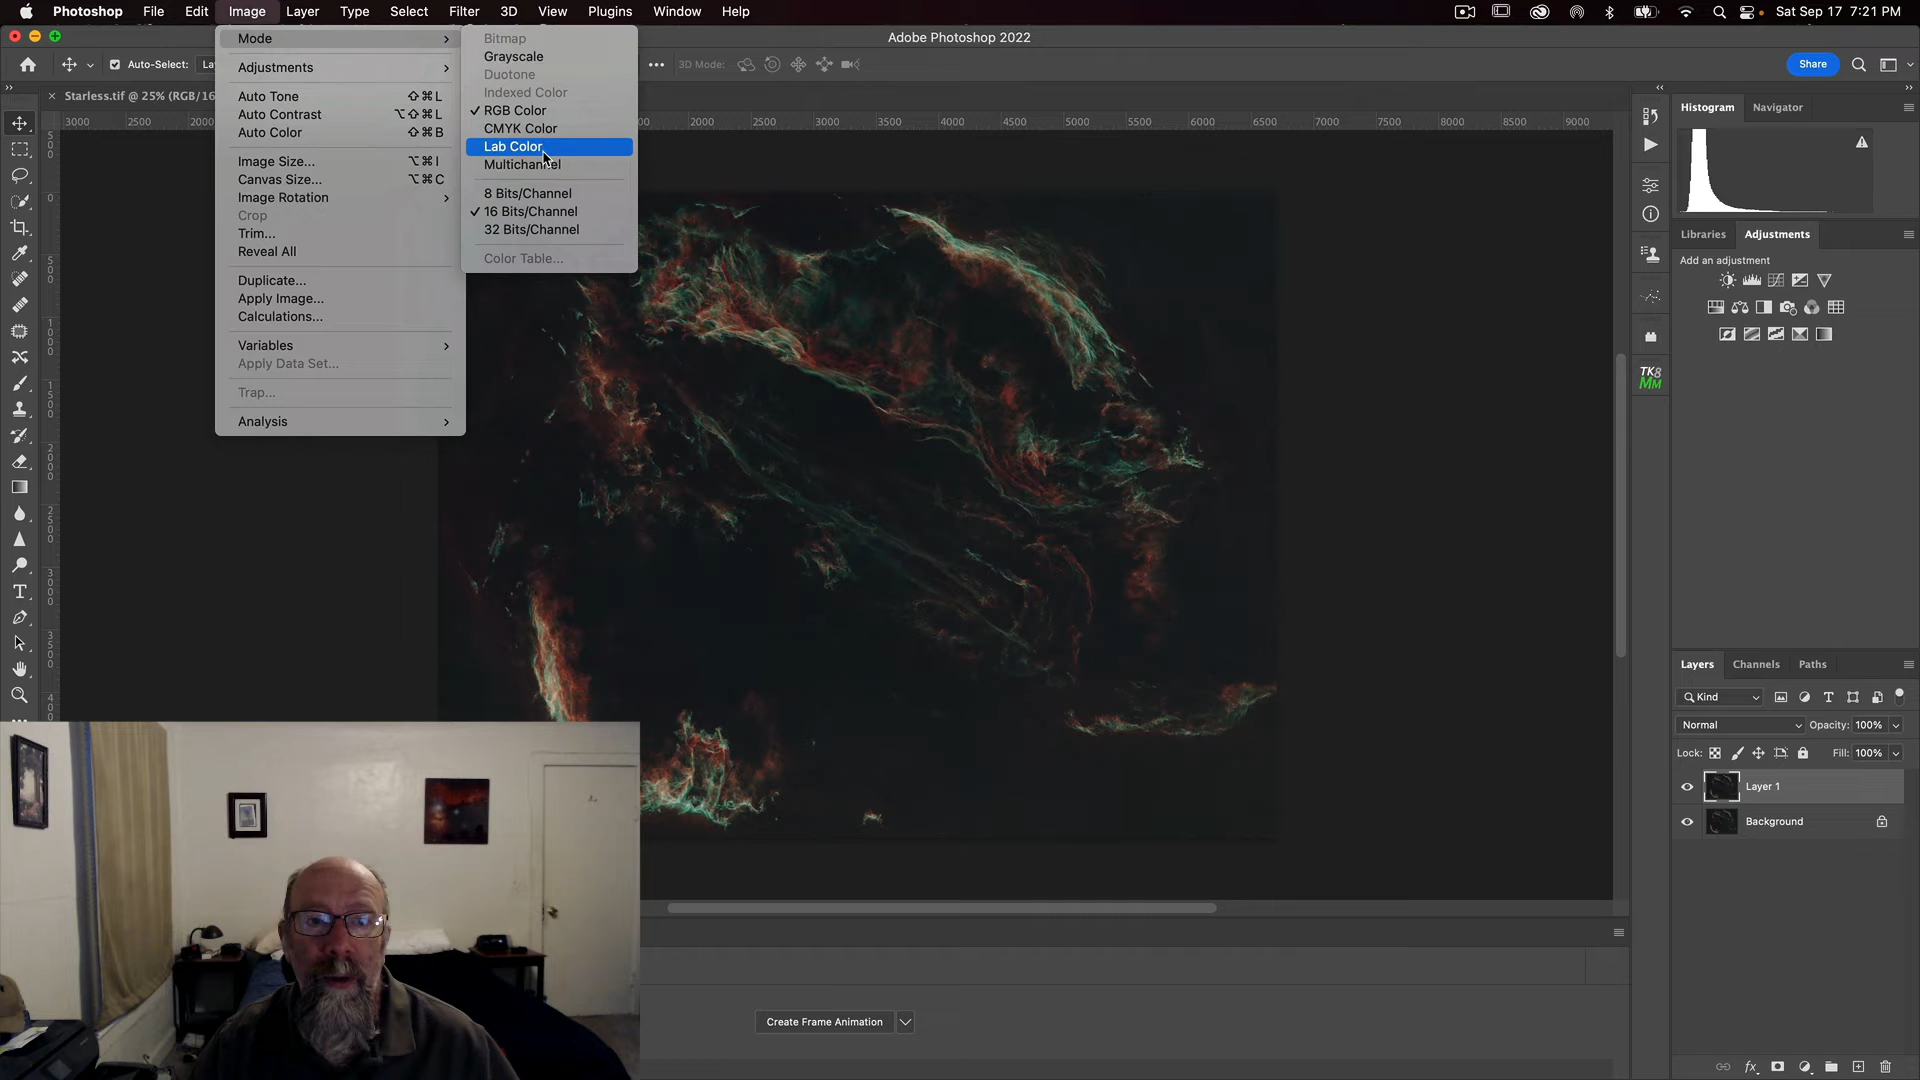 Photoshop File Edit Image Layer Type Select Filter 3D View Plugins Window Help Sat Sep 17 7:21 PM
Adobe Photoshop 2022
Auto-Select: 3D Mode: Share
Starless.tif @ 25% (RGB/16
3000 2000 2000 2500 3000 3500 4000 4500 5000 5500 6000 6500 7000 7500 8000 8500 9000
Mode
Adjustments
Auto Tone ⇧⌘L
Auto Contrast ⌥⇧⌘L
Auto Color ⇧⌘B
Image Size... ⌥⌘I
Canvas Size... ⌥⌘C
Image Rotation
Crop
Trim...
Reveal All
Duplicate...
Apply Image...
Calculations...
Variables
Apply Data Set...
Trap...
Analysis
Bitmap
Grayscale
Duotone
Indexed Color
✓ RGB Color
CMYK Color
Lab Color
Multichannel
8 Bits/Channel
✓ 16 Bits/Channel
32 Bits/Channel
Color Table...
Histogram Navigator
Libraries Adjustments
Add an adjustment
TK8
MM
Layers Channels Paths
Kind
Normal Opacity: 100%
Lock: Fill: 100%
Layer 1
Background
fx
Create Frame Animation